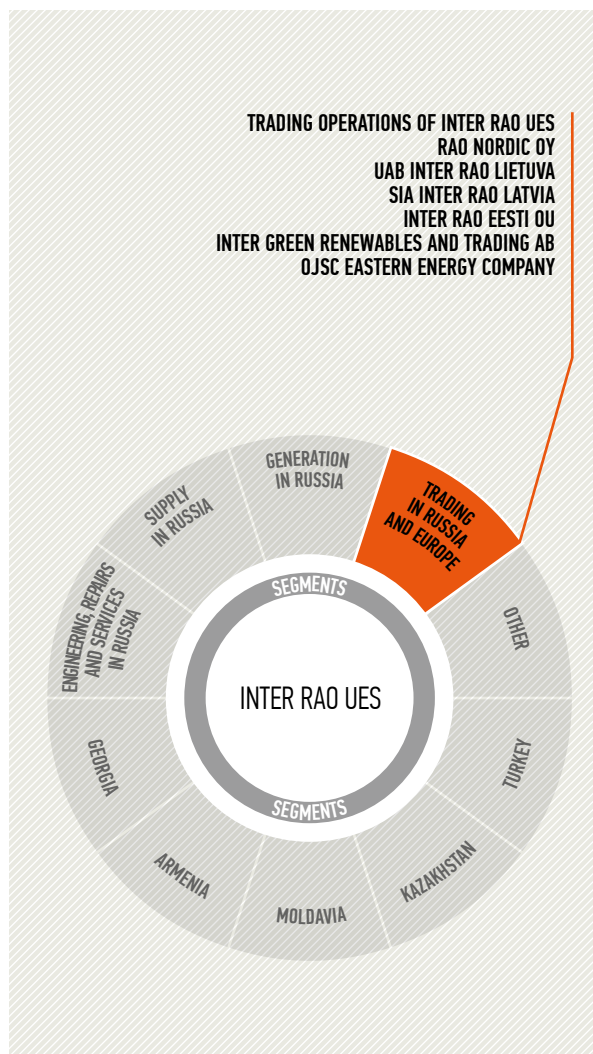 TRADING OPERATIONS OF INTER RAO UES
RAO NORDIC OY
UAB INTER RAO LIETUVA
SIA INTER RAO LATVIA
INTER RAO EESTI OU
INTER GREEN RENEWABLES AND TRADING AB
OJSC EASTERN ENERGY COMPANY
GENERATION
IN RUSSIA
TRADING
IN RUSSIA
AND EUROPE
SUPPLY
IN RUSSIA
ENGINEERING, REPAIRS
AND SERVICES
IN RUSSIA
SEGMENTS
OTHER
INTER RAO UES
GEORGIA
TURKEY
SEGMENTS
ARMENIA
KAZAKHSTAN
MOLDAVIA